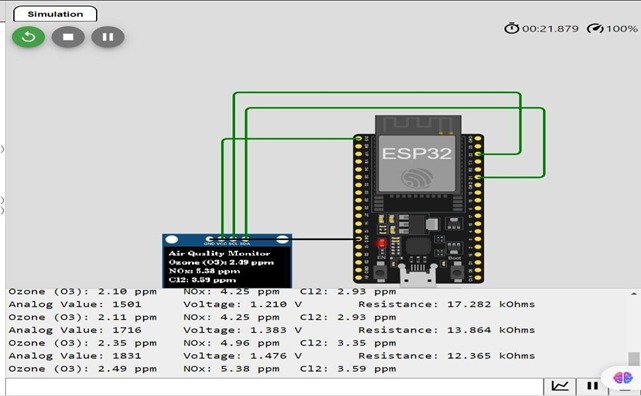 Simulation
00:21.879 100%
ESP32
EN Boot
GND VCC SCL SDA
Air Quality Monitor
Ozone (O3): 2.49 ppm
NOx: 5.38 ppm
Cl2: 3.59 ppm
Ozone (O3): 2.10 ppm NOx: 4.25 ppm Cl2: 2.93 ppm
Analog Value: 1501 Voltage: 1.210 V Resistance: 17.282 kOhms
Ozone (O3): 2.11 ppm NOx: 4.25 ppm Cl2: 2.93 ppm
Analog Value: 1716 Voltage: 1.383 V Resistance: 13.864 kOhms
Ozone (O3): 2.35 ppm NOx: 4.96 ppm Cl2: 3.35 ppm
Analog Value: 1831 Voltage: 1.476 V Resistance: 12.365 kOhms
Ozone (O3): 2.49 ppm NOx: 5.38 ppm Cl2: 3.59 ppm